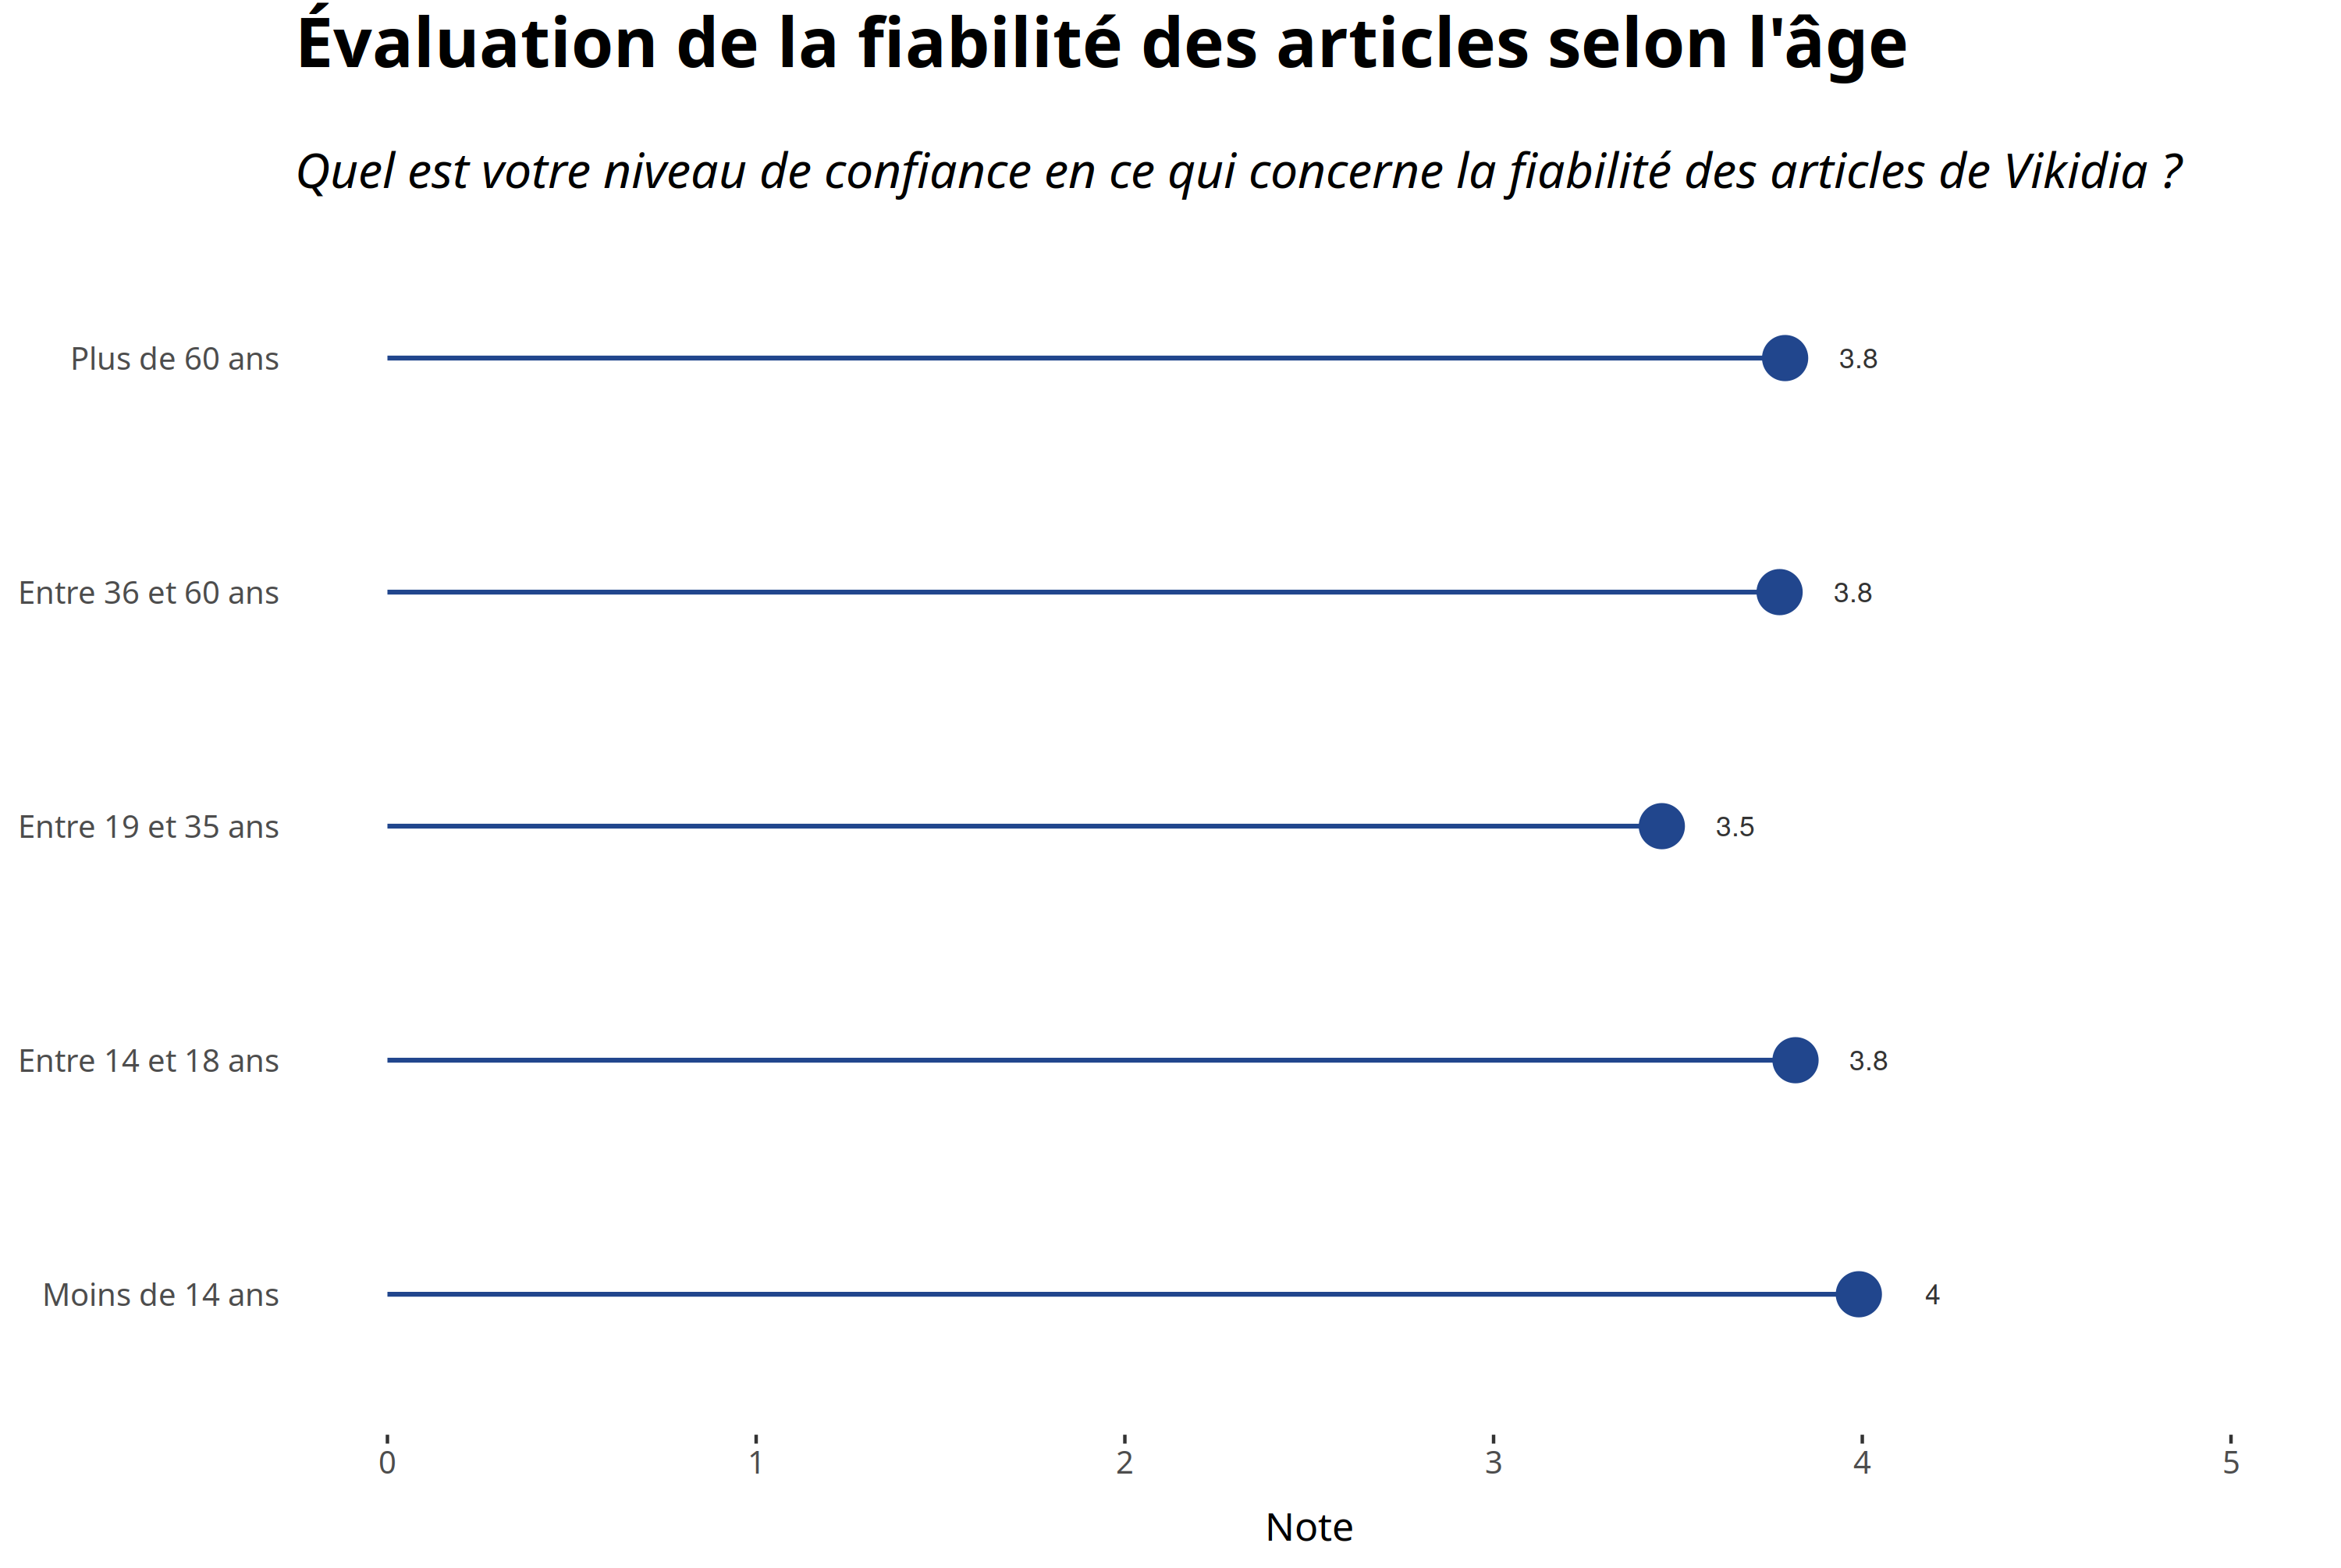 Évaluation de la fiabilité des articles selon l'âge
Quel est votre niveau de confiance en ce qui concerne la fiabilité des articles de Vikidia ?
Plus de 60 ans 3.8
Entre 36 et 60 ans 3.8
Entre 19 et 35 ans 3.5
Entre 14 et 18 ans 3.8
Moins de 14 ans 4
0 1 2 3 4 5
Note